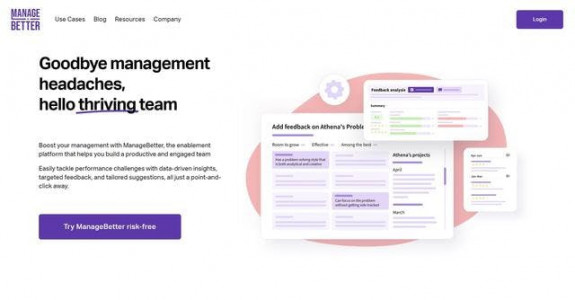 MANAGE
BETTER
Use Cases Blog Resources Company
Login
Goodbye management
headaches,
hello thriving team
Boost your management with ManageBetter, the enablement
platform that helps you build a productive and engaged team
Easily tackle performance challenges with data-driven insights,
targeted feedback, and tailored suggestions, all just a point-and-
click away.
Try ManageBetter risk-free
Feedback analysis
Summary
Add feedback on Athena's Proble
Room to grow Effective Among the best
Has a problem-solving style that
is both analytical and creative
Can focus on the problem
without getting side-tracked
Athena's projects
April
March